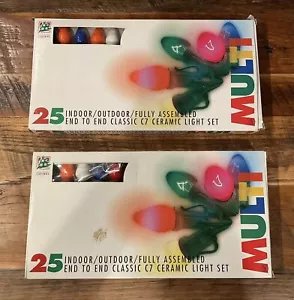 MULTI
25 INDOOR/OUTDOOR/FULLY ASSEMBLED
END TO END CLASSIC C7 CERAMIC LIGHT SET
MULTI
25 INDOOR/OUTDOOR/FULLY ASSEMBLED
END TO END CLASSIC C7 CERAMIC LIGHT SET